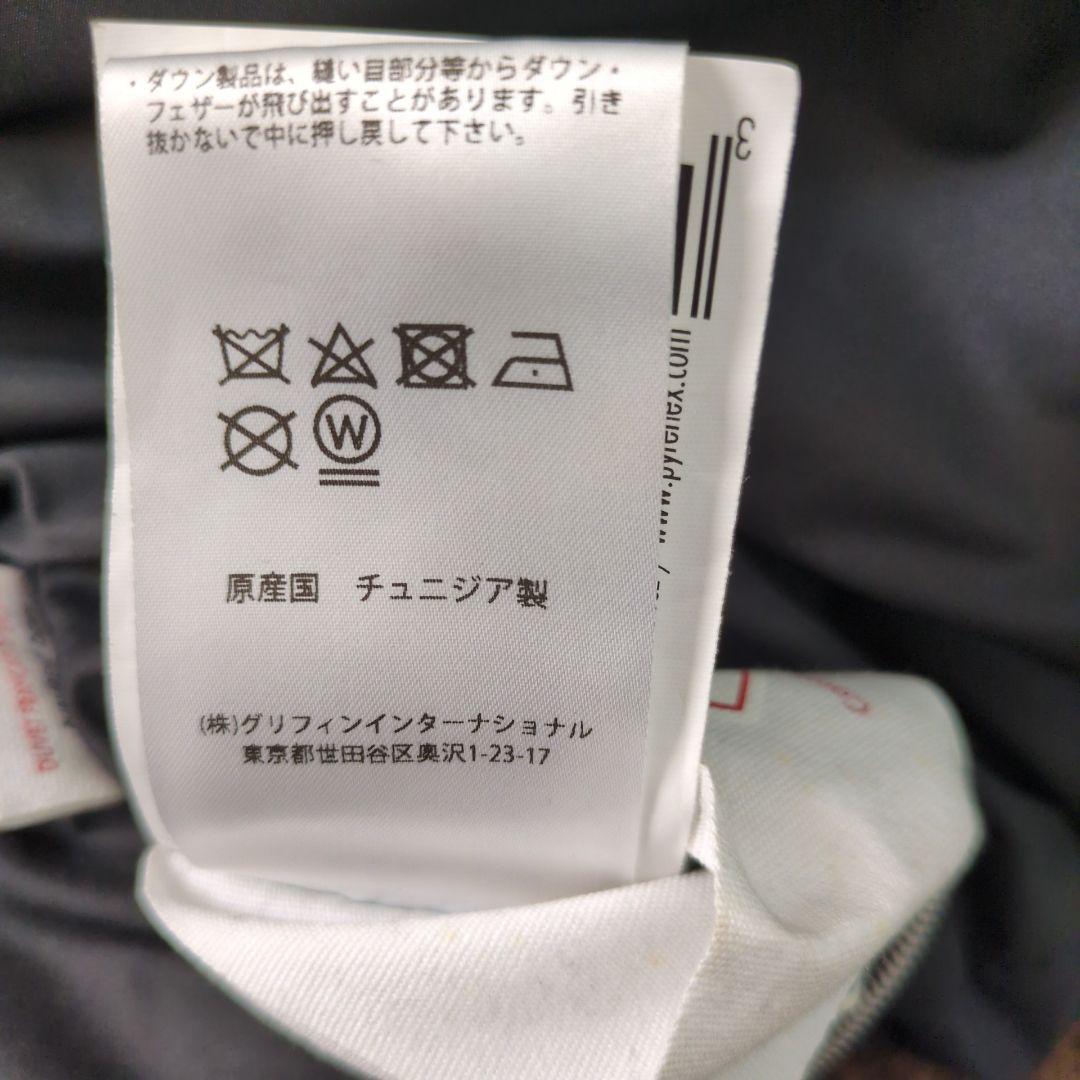 ・ダウン製品は、縫い目部分等からダウン・
フェザーが飛び出すことがあります。引き
抜かないで中に押し戻して下さい。
W
原産国　チュニジア製
(株)グリフィンインターナショナル
東京都世田谷区奥沢1-23-17
3
www.pyrenex.com